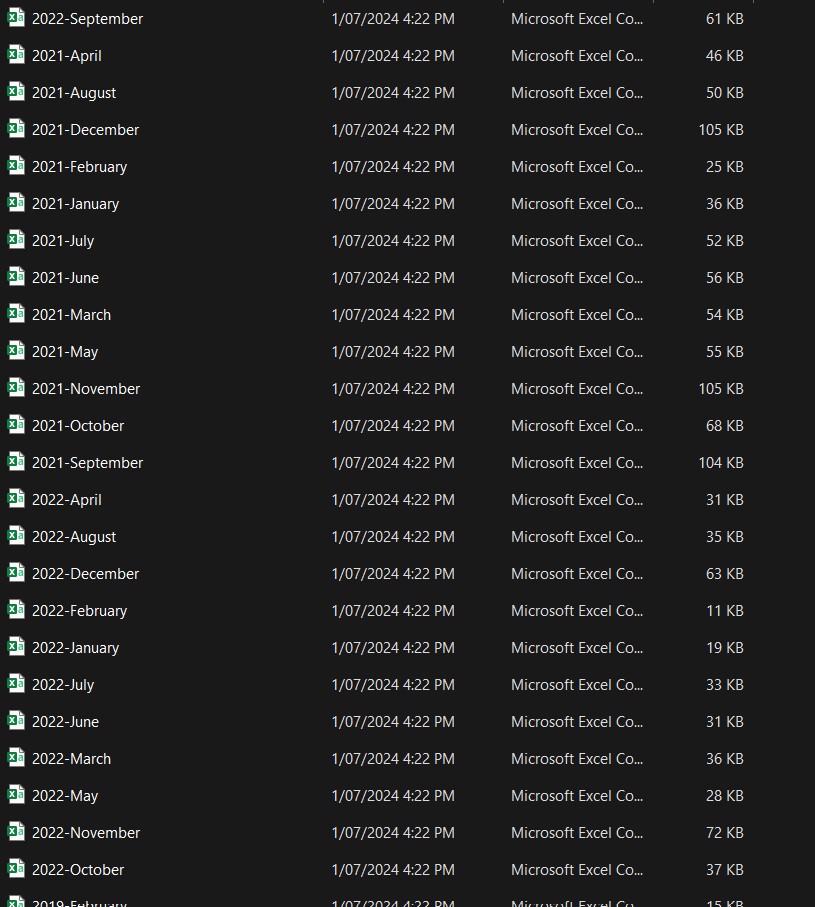 2022-September 1/07/2024 4:22 PM Microsoft Excel Co... 61 KB
2021-April 1/07/2024 4:22 PM Microsoft Excel Co... 46 KB
2021-August 1/07/2024 4:22 PM Microsoft Excel Co... 50 KB
2021-December 1/07/2024 4:22 PM Microsoft Excel Co... 105 KB
2021-February 1/07/2024 4:22 PM Microsoft Excel Co... 25 KB
2021-January 1/07/2024 4:22 PM Microsoft Excel Co... 36 KB
2021-July 1/07/2024 4:22 PM Microsoft Excel Co... 52 KB
2021-June 1/07/2024 4:22 PM Microsoft Excel Co... 56 KB
2021-March 1/07/2024 4:22 PM Microsoft Excel Co... 54 KB
2021-May 1/07/2024 4:22 PM Microsoft Excel Co... 55 KB
2021-November 1/07/2024 4:22 PM Microsoft Excel Co... 105 KB
2021-October 1/07/2024 4:22 PM Microsoft Excel Co... 68 KB
2021-September 1/07/2024 4:22 PM Microsoft Excel Co... 104 KB
2022-April 1/07/2024 4:22 PM Microsoft Excel Co... 31 KB
2022-August 1/07/2024 4:22 PM Microsoft Excel Co... 35 KB
2022-December 1/07/2024 4:22 PM Microsoft Excel Co... 63 KB
2022-February 1/07/2024 4:22 PM Microsoft Excel Co... 11 KB
2022-January 1/07/2024 4:22 PM Microsoft Excel Co... 19 KB
2022-July 1/07/2024 4:22 PM Microsoft Excel Co... 33 KB
2022-June 1/07/2024 4:22 PM Microsoft Excel Co... 31 KB
2022-March 1/07/2024 4:22 PM Microsoft Excel Co... 36 KB
2022-May 1/07/2024 4:22 PM Microsoft Excel Co... 28 KB
2022-November 1/07/2024 4:22 PM Microsoft Excel Co... 72 KB
2022-October 1/07/2024 4:22 PM Microsoft Excel Co... 37 KB
2019-February 1/07/2024 4:22 PM Microsoft Excel Co... 15 KB